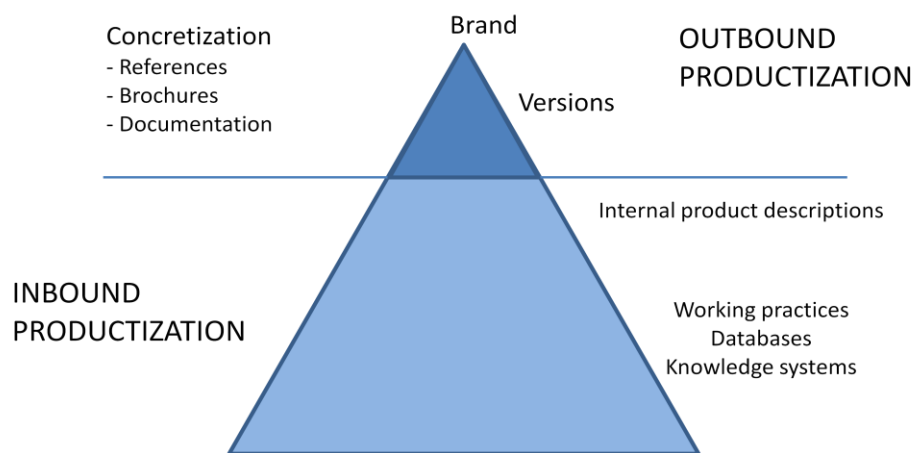 Concretization
- References
- Brochures
- Documentation
Brand
Versions
OUTBOUND
PRODUCTIZATION
Internal product descriptions
INBOUND
PRODUCTIZATION
Working practices
Databases
Knowledge systems